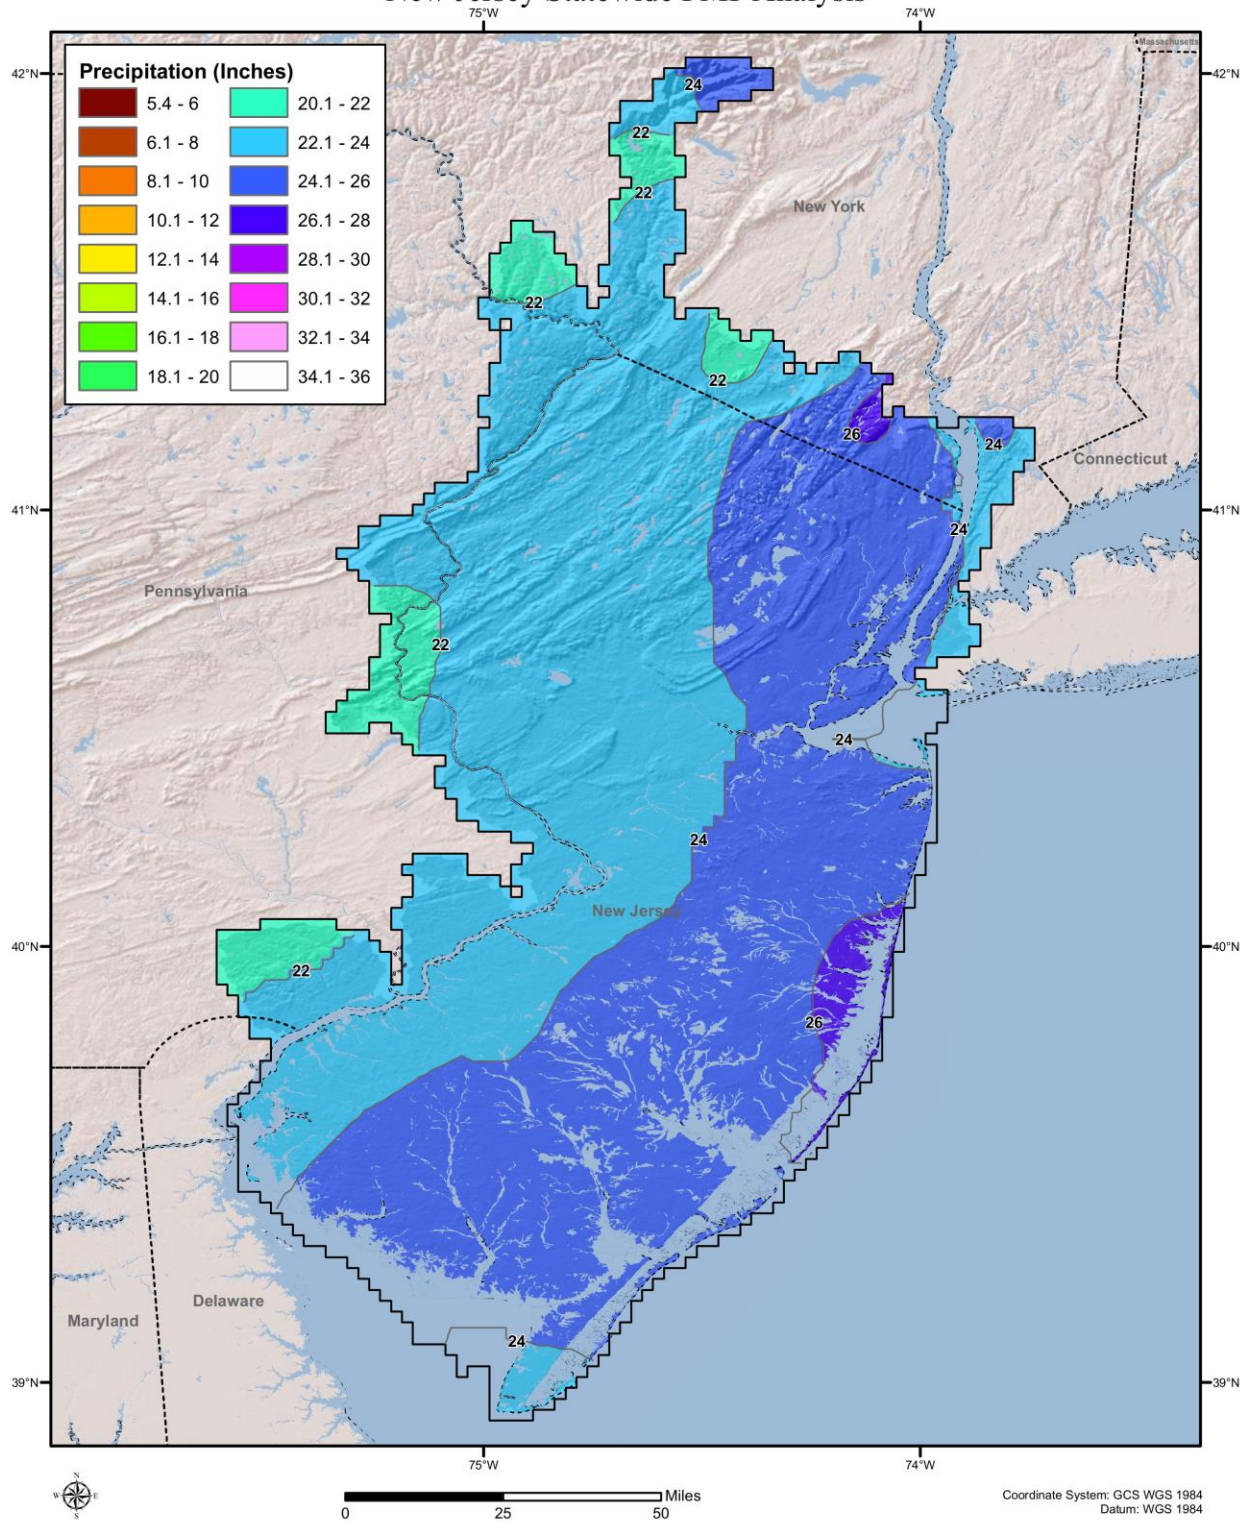 New Jersey Statewide PMP Analysis
75°W 74°W
Massachusetts
42°N 42°N
Precipitation (Inches)
5.4 - 6 20.1 - 22
6.1 - 8 22.1 - 24
8.1 - 10 24.1 - 26
10.1 - 12 26.1 - 28
12.1 - 14 28.1 - 30
14.1 - 16 30.1 - 32
16.1 - 18 32.1 - 34
18.1 - 20 34.1 - 36
24
22
22
New York
22
22
26
24
Connecticut
41°N 41°N
24
Pennsylvania
22
24
24
New Jersey
40°N 40°N
22
26
Delaware
Maryland
24
39°N 39°N
75°W 74°W
N
W E
S
Miles
0 25 50
Coordinate System: GCS WGS 1984
Datum: WGS 1984